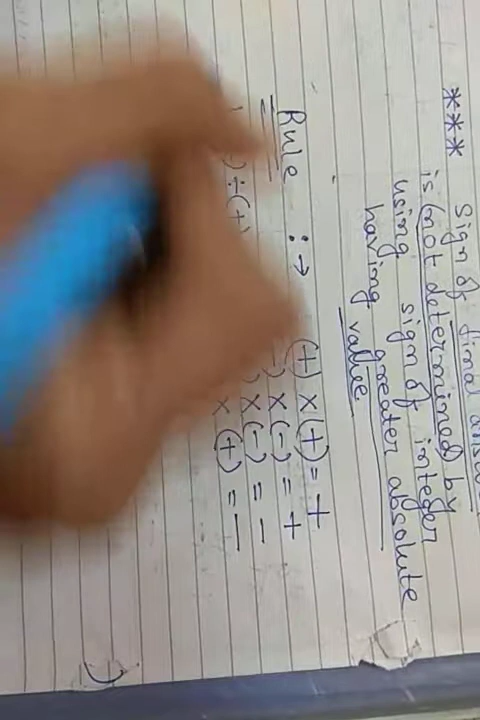 *** Sign of final
is (not determined by
using sign of integer
having greater absolute
value
Rule :→ (+) x (+) = +
) x (-) = +
) x (-) = -
x (+) = -
) ÷ (+)